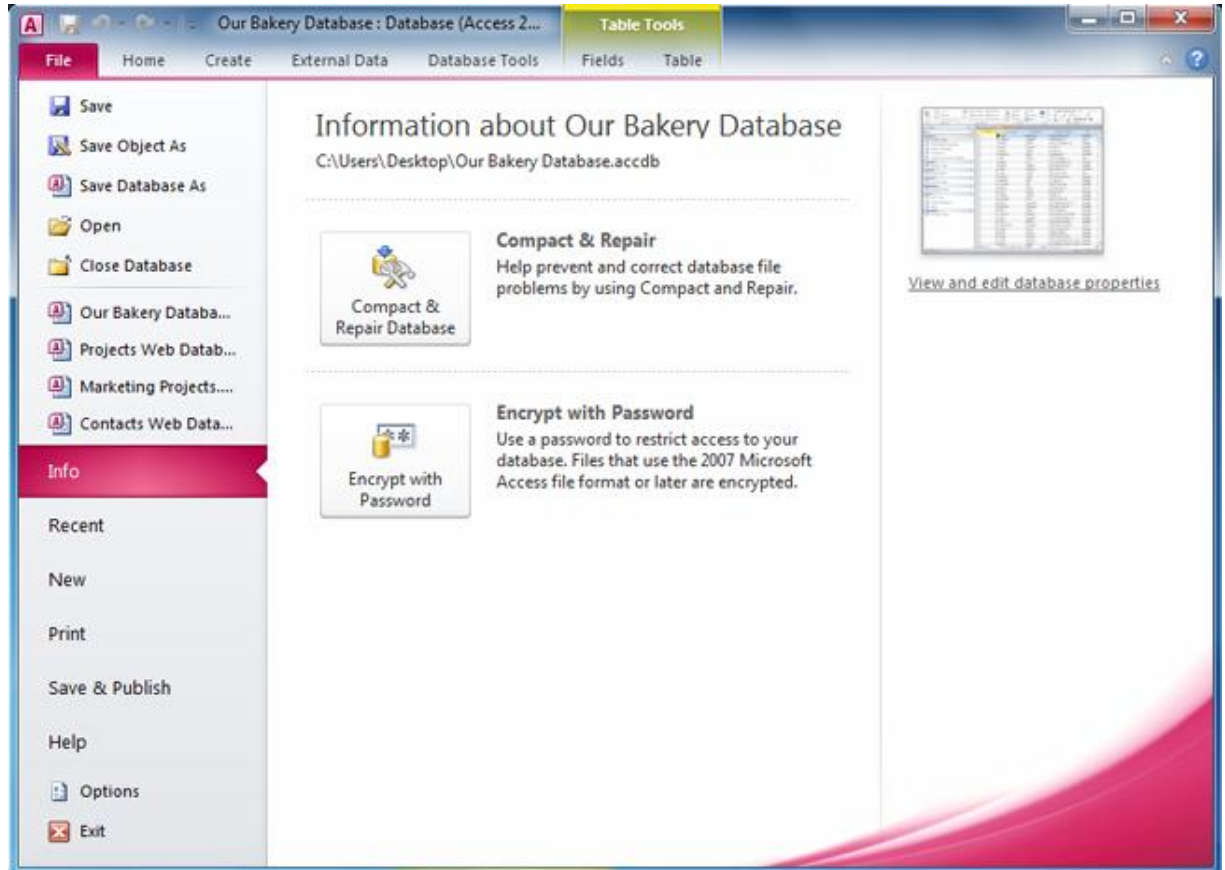 Our Bakery Database : Database (Access 2...
Table Tools
File Home Create External Data Database Tools Fields Table
Save
Save Object As
Save Database As
Open
Close Database
Our Bakery Databa...
Projects Web Datab...
Marketing Projects....
Contacts Web Data...
Info
Recent
New
Print
Save & Publish
Help
Options
Exit
Information about Our Bakery Database
C:\Users\Desktop\Our Bakery Database.accdb
Compact &
Repair Database
Compact & Repair
Help prevent and correct database file
problems by using Compact and Repair.
Encrypt with
Password
Encrypt with Password
Use a password to restrict access to your
database. Files that use the 2007 Microsoft
Access file format or later are encrypted.
View and edit database properties